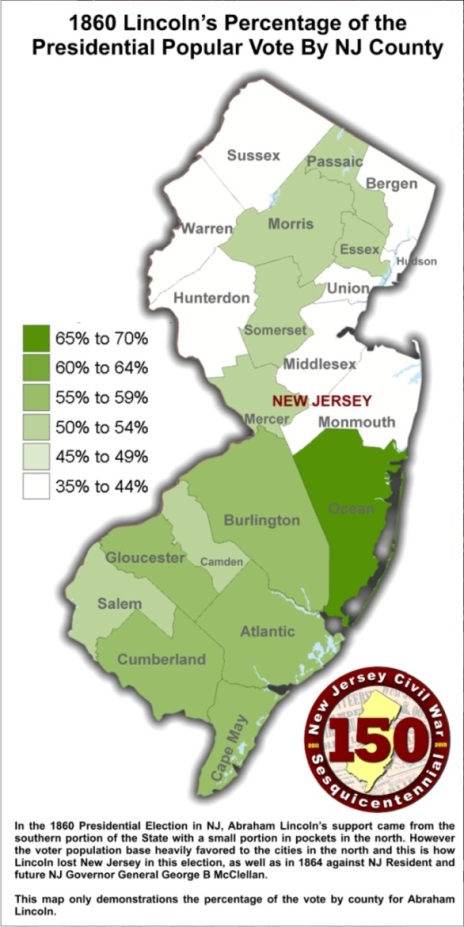 1860 Lincoln's Percentage of the
Presidential Popular Vote By NJ County
Sussex
Passaic
Bergen
Morris
Warren
Essex
Hudson
Union
Hunterdon
Somerset
Middlesex
NEW JERSEY
Mercer
Monmouth
65% to 70%
60% to 64%
55% to 59%
50% to 54%
45% to 49%
35% to 44%
Ocean
Burlington
Gloucester
Camden
Salem
Atlantic
Cumberland
Cape May
New Jersey Civil War
150
2011 2015
Sesquicentennial
In the 1860 Presidential Election in NJ, Abraham Lincoln's support came from the
southern portion of the State with a small portion in pockets in the north. However
the voter population base heavily favored to the cities in the north and this is how
Lincoln lost New Jersey in this election, as well as in 1864 against NJ Resident and
future NJ Governor General George B McClellan.
This map only demonstrations the percentage of the vote by county for Abraham
Lincoln.